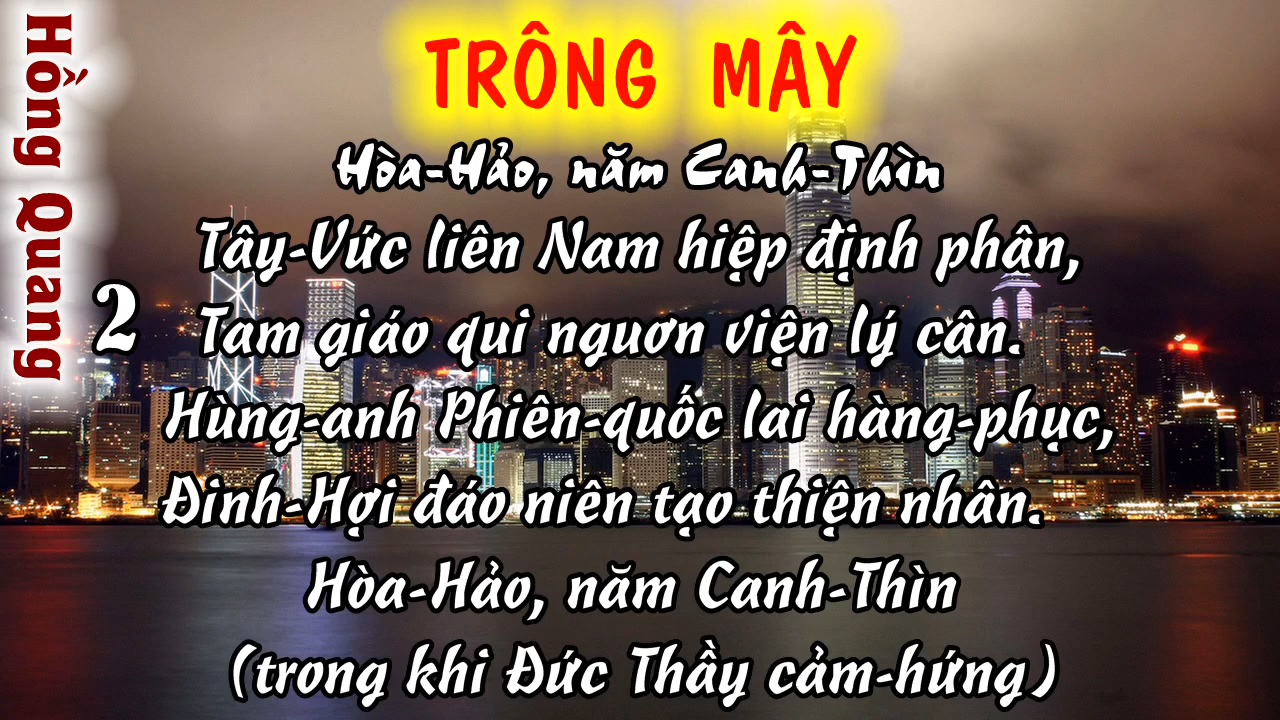 Hồng Quang
TRÔNG MÂY
Hòa-Hảo, năm Canh-Thìn
Tây-Vức liên Nam hiệp định phân,
2 Tam giáo qui nguơn viện lý cân.
Hùng-anh Phiên-quốc lai hàng-phục,
Đinh-Hợi đáo niên tạo thiện nhân.
Hòa-Hảo, năm Canh-Thìn
(trong khi Đức Thầy cảm-hứng)